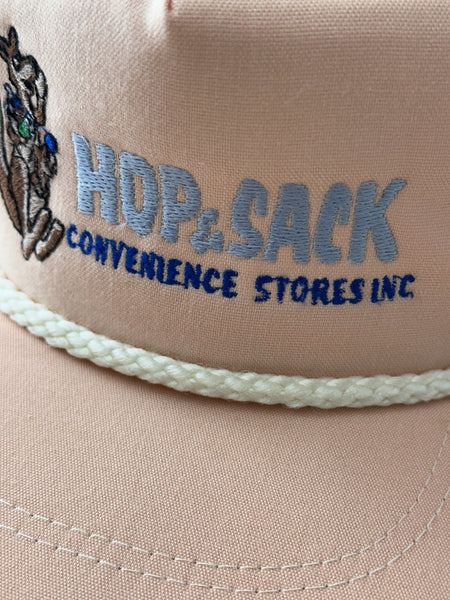 HOP & SACK
CONVENIENCE STORES INC.